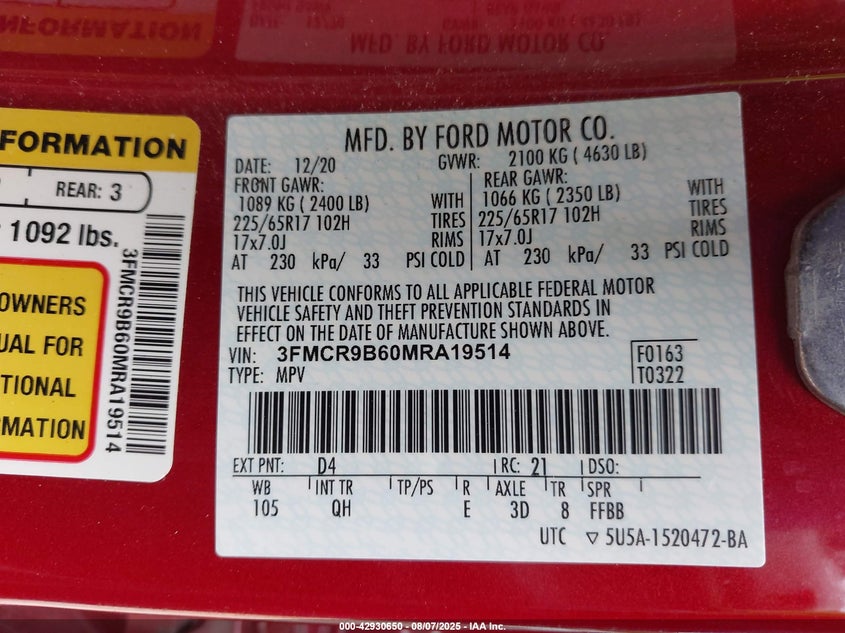 MFD. BY FORD MOTOR CO.
FORMATION
REAR: 3
1092 lbs.
3FMCR9B60MRA19514
OWNERS
UAL FOR
TIONAL
RMATION
MFD. BY FORD MOTOR CO.
DATE: 12/20 GVWR: 2100 KG ( 4630 LB)
FRONT GAWR: REAR GAWR:
1089 KG ( 2400 LB) WITH 1066 KG ( 2350 LB) WITH
225/65R17 102H TIRES 225/65R17 102H TIRES
17x7.0J RIMS 17x7.0J RIMS
AT 230 kPa/ 33 PSI COLD AT 230 kPa/ 33 PSI COLD
THIS VEHICLE CONFORMS TO ALL APPLICABLE FEDERAL MOTOR
VEHICLE SAFETY AND THEFT PREVENTION STANDARDS IN
EFFECT ON THE DATE OF MANUFACTURE SHOWN ABOVE.
VIN: 3FMCR9B60MRA19514 F0163
TYPE: MPV T0322
EXT PNT: D4 RC: 21 DSO:
WB INT TR TP/PS R AXLE TR SPR
105 QH E 3D 8 FFBB
UTC ▽ 5U5A-1520472-BA
000-42930650 - 08/07/2025 - IAA Inc.